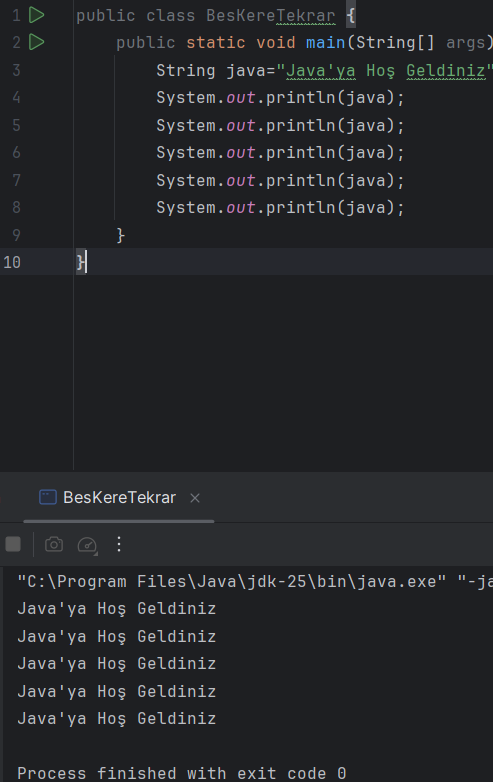 1 public class BesKereTekrar {
2 public static void main(String[] args)
3 String java="Java'ya Hoş Geldiniz"
4 System.out.println(java);
5 System.out.println(java);
6 System.out.println(java);
7 System.out.println(java);
8 System.out.println(java);
9 }
10 }
BesKereTekrar ×
"C:\Program Files\Java\jdk-25\bin\java.exe" "-ja
Java'ya Hoş Geldiniz
Java'ya Hoş Geldiniz
Java'ya Hoş Geldiniz
Java'ya Hoş Geldiniz
Java'ya Hoş Geldiniz
Process finished with exit code 0